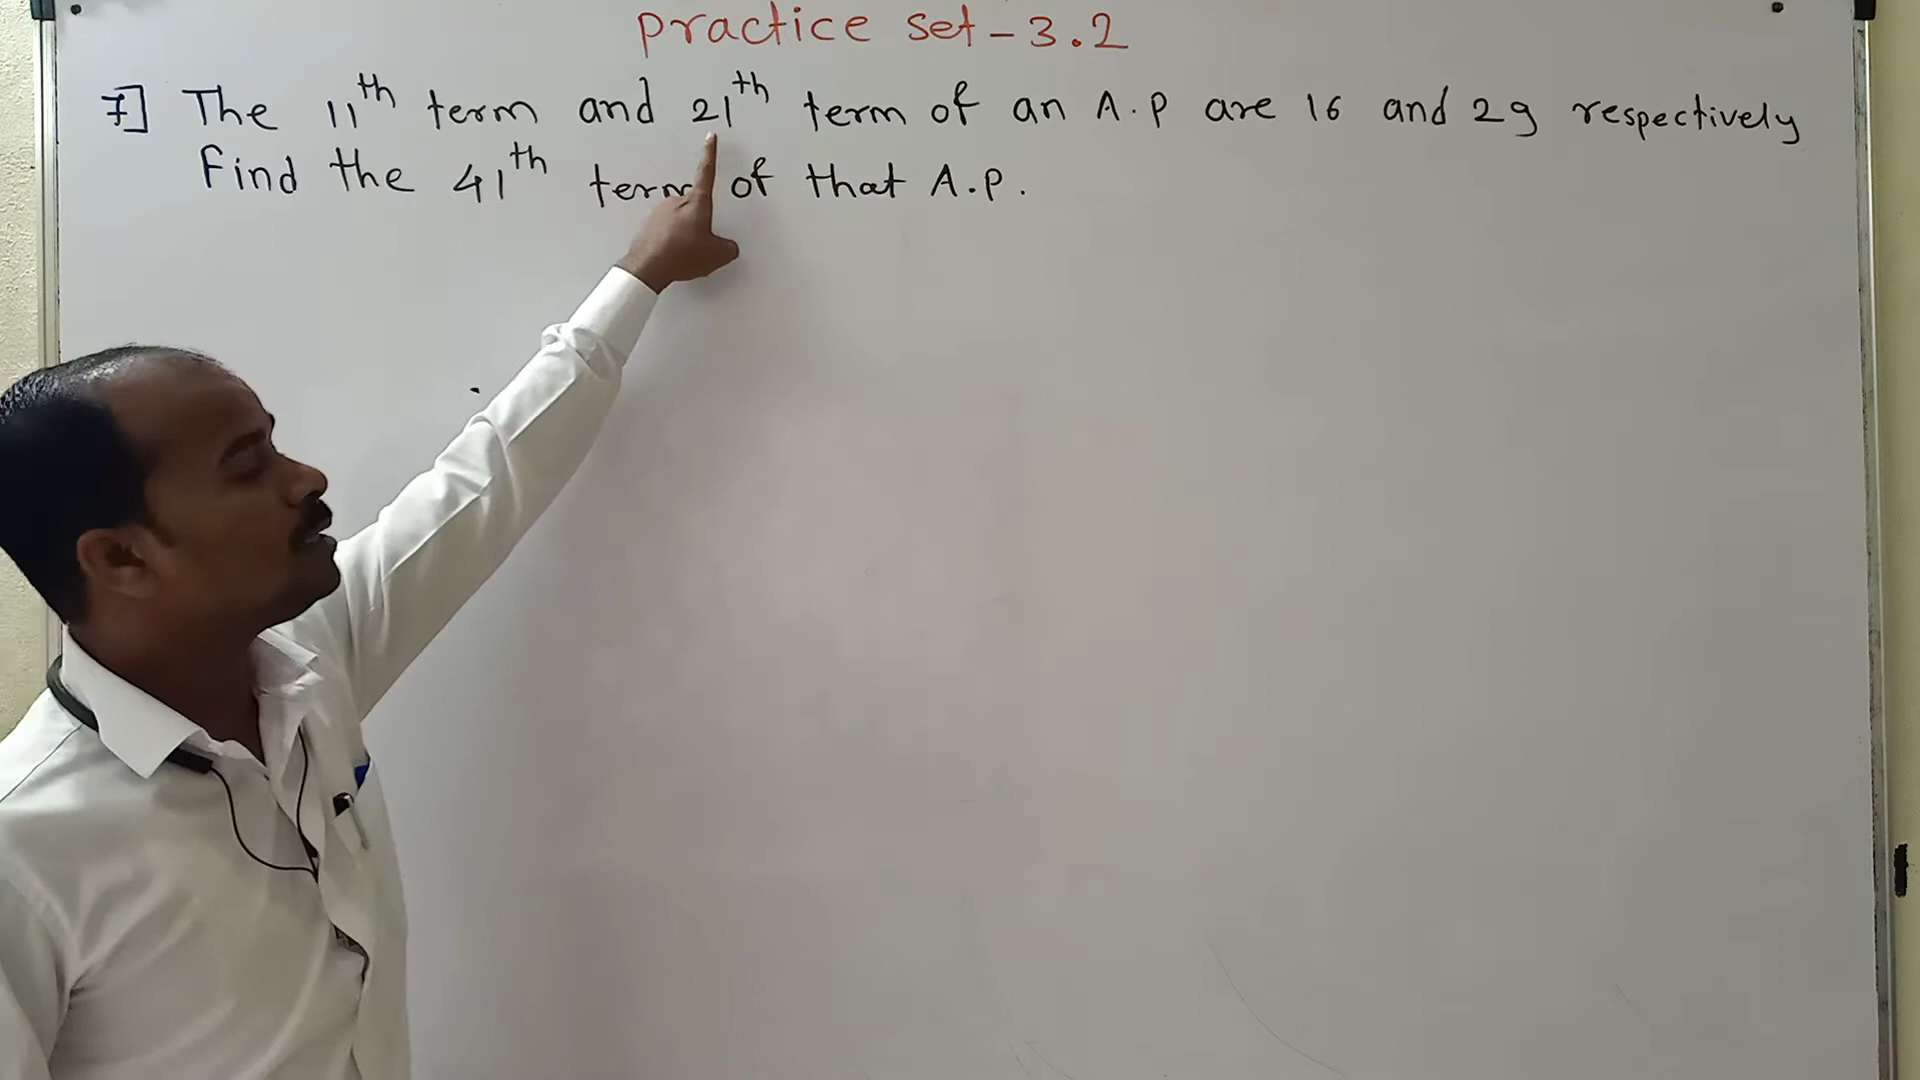 practice set - 3.2
7] The 11th term and 21th term of an A.P are 16 and 29 respectively
Find the 41th term of that A.P.